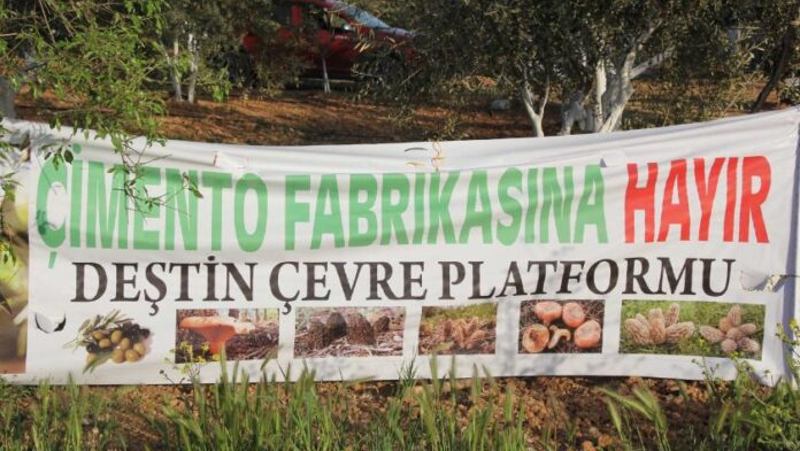 ÇİMENTO FABRİKASINA HAYIR
DEŞTİN ÇEVRE PLATFORMU